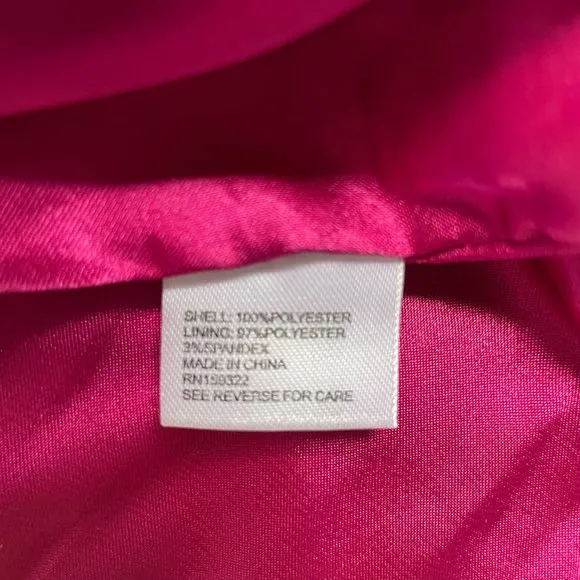 SHELL: 100%POLYESTER
LINING: 97%POLYESTER
3%SPANDEX
MADE IN CHINA
RN159322
SEE REVERSE FOR CARE